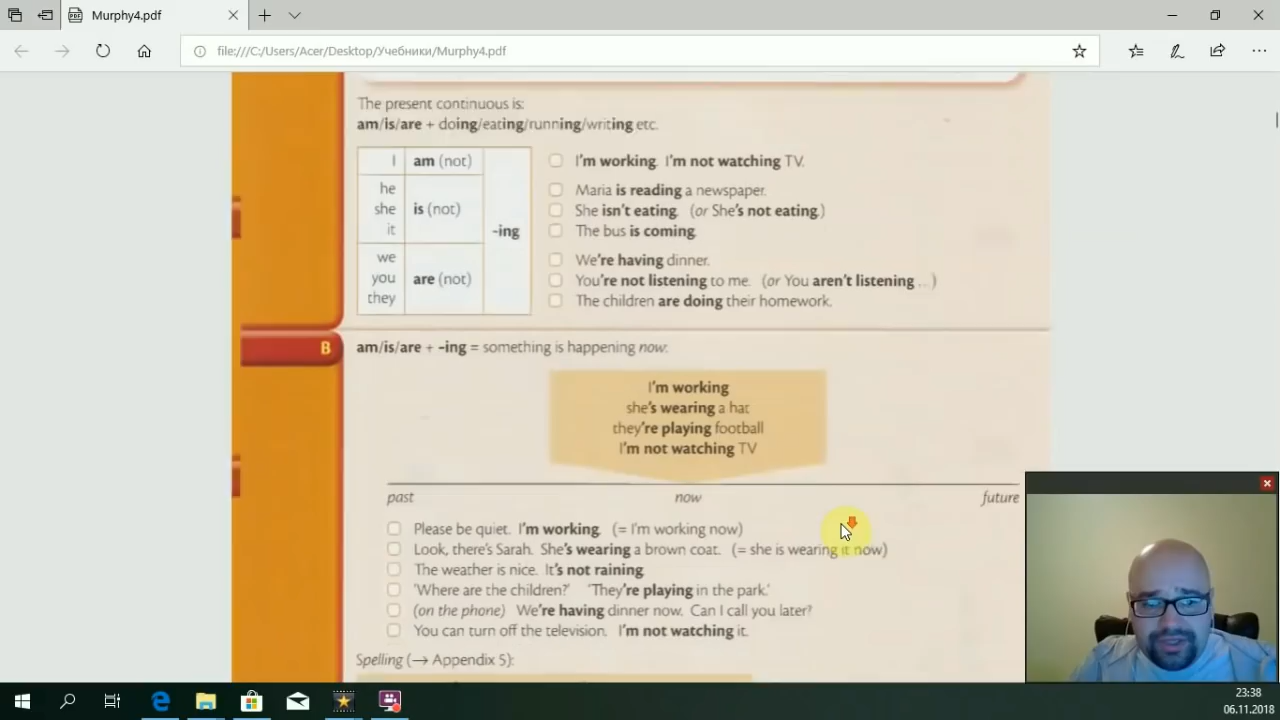 Murphy4.pdf
file:///C:/Users/Acer/Desktop/Учебники/Murphy4.pdf
The present continuous is:
am/is/are + doing/eating/running/writing etc.
I am (not)
he
she is (not)
it
-ing
we
you are (not)
they
I'm working. I'm not watching TV.
Maria is reading a newspaper.
She isn't eating. (or She's not eating.)
The bus is coming.
We're having dinner.
You're not listening to me. (or You aren't listening ...)
The children are doing their homework.
B am/is/are + -ing = something is happening now:
I'm working
she's wearing a hat
they're playing football
I'm not watching TV
past now future
Please be quiet. I'm working. (= I'm working now)
Look, there's Sarah. She's wearing a brown coat. (= she is wearing it now)
The weather is nice. It's not raining.
'Where are the children?' 'They're playing in the park.'
(on the phone) We're having dinner now. Can I call you later?
You can turn off the television. I'm not watching it.
Spelling (→ Appendix 5):
23:38
06.11.2018